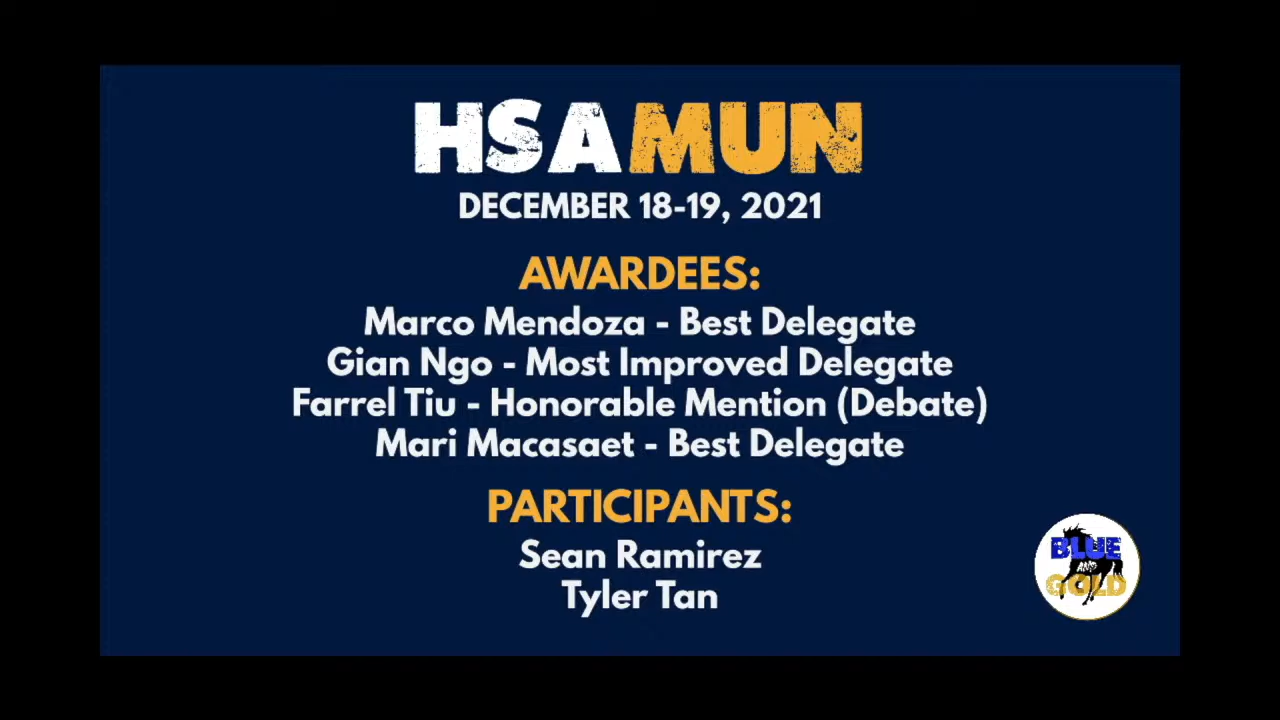 HSAMUN
DECEMBER 18-19, 2021
AWARDEES:
Marco Mendoza - Best Delegate
Gian Ngo - Most Improved Delegate
Farrel Tiu - Honorable Mention (Debate)
Mari Macasaet - Best Delegate
PARTICIPANTS:
Sean Ramirez
Tyler Tan
BLUE
AND
GOLD